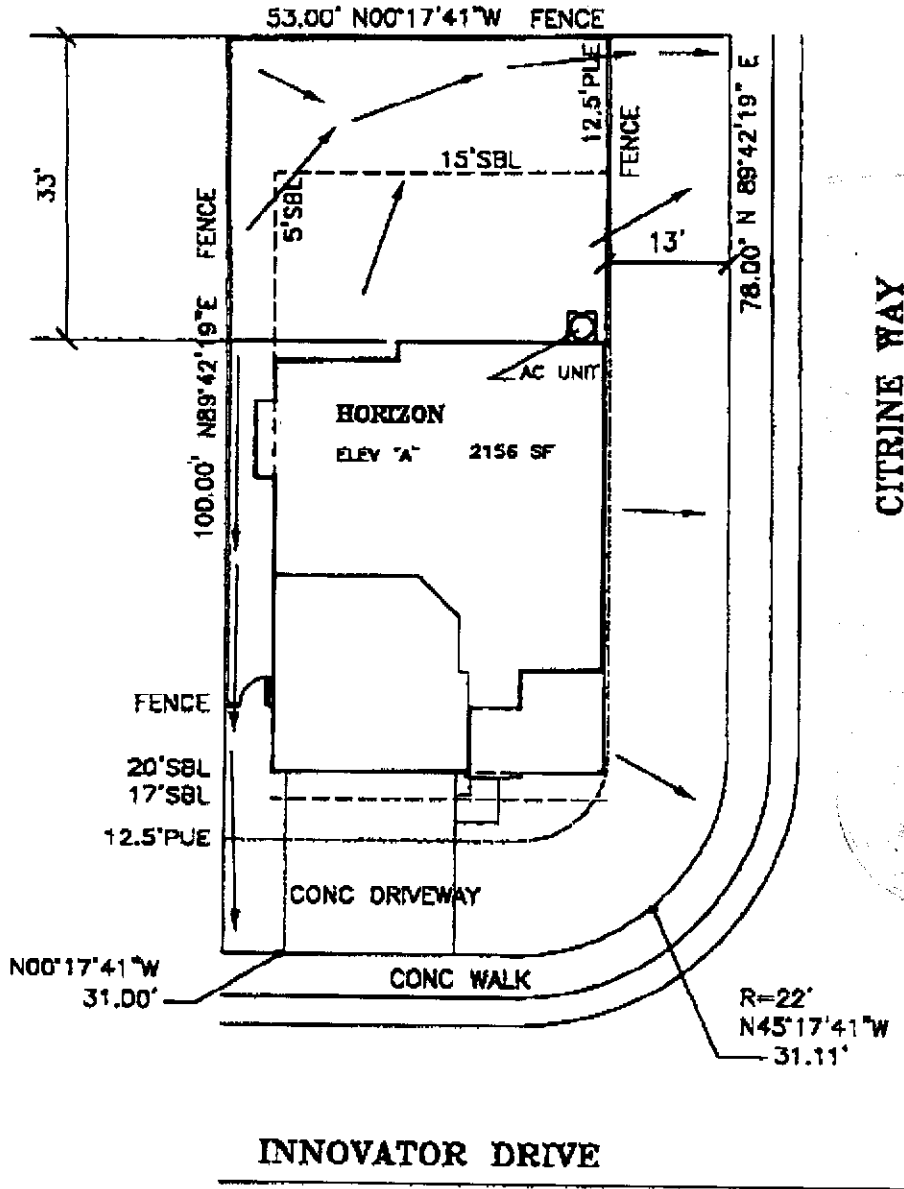 53.00' N00°17'41"W FENCE
12.5'PUE
FENCE
78.00' N 89°42'19" E
33'
15'SBL
5'SBL
FENCE
13'
CITRINE WAY
100.00' N89°42'19"E
AC UNIT
HORIZON
ELEV "A" 2156 SF
FENCE
20'SBL
17'SBL
12.5'PUE
CONC DRIVEWAY
N00°17'41"W
31.00'
CONC WALK
R=22'
N45°17'41"W
31.11'
INNOVATOR DRIVE